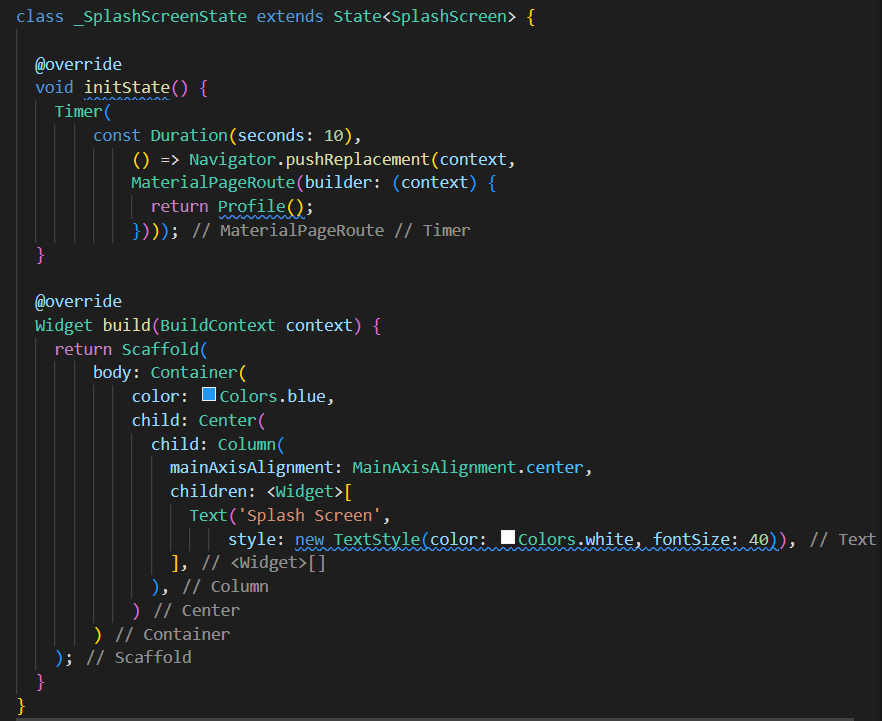 class _SplashScreenState extends State<SplashScreen> {
@override
void initState() {
Timer(
const Duration(seconds: 10),
() => Navigator.pushReplacement(context,
MaterialPageRoute(builder: (context) {
return Profile();
}))); // MaterialPageRoute // Timer
}
@override
Widget build(BuildContext context) {
return Scaffold(
body: Container(
color: Colors.blue,
child: Center(
child: Column(
mainAxisAlignment: MainAxisAlignment.center,
children: <Widget>[
Text('Splash Screen',
style: new TextStyle(color: Colors.white, fontSize: 40)), // Text
], // <Widget>[]
), // Column
) // Center
) // Container
); // Scaffold
}
}